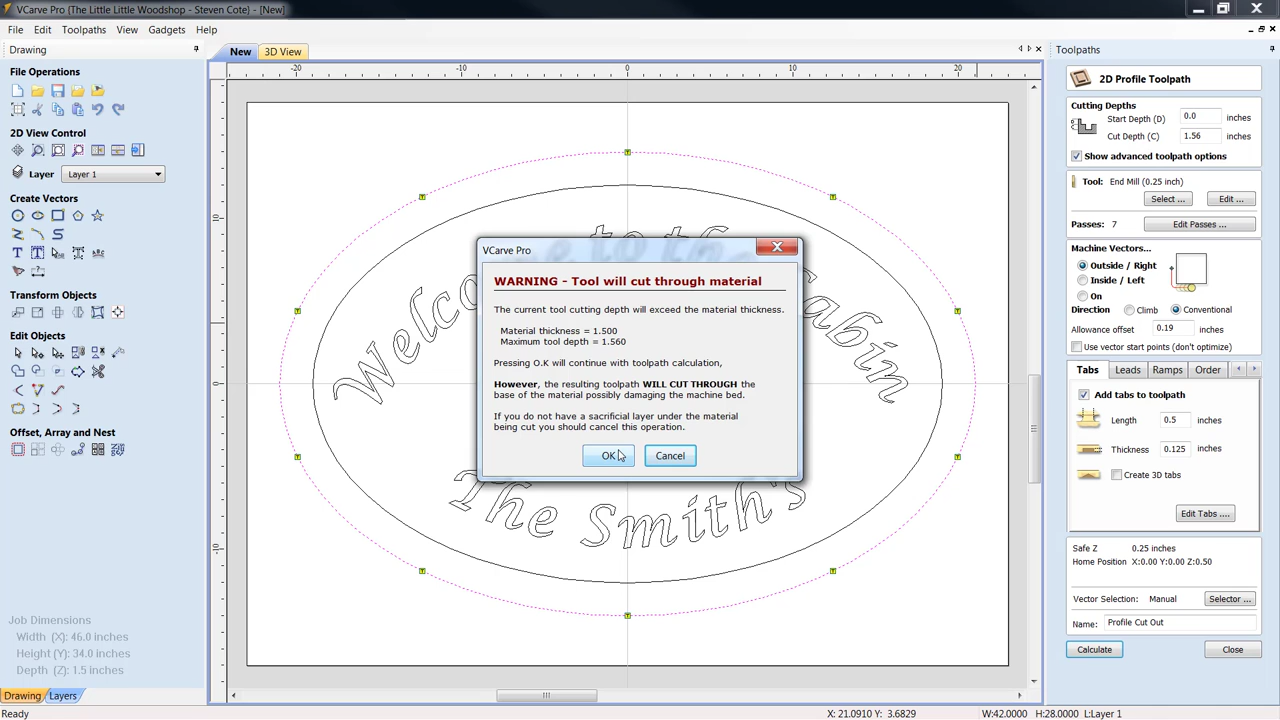 VCarve Pro {The Little Little Woodshop - Steven Cote} - [New]
File Edit Toolpaths View Gadgets Help
Drawing
File Operations
2D View Control
Layer Layer 1
Create Vectors
Transform Objects
Edit Objects
Offset, Array and Nest
Job Dimensions
Width (X): 46.0 inches
Height (Y): 34.0 inches
Depth (Z): 1.5 inches
Drawing Layers
Ready
New 3D View
-20 -10 0 10 20
The Smith's
VCarve Pro
WARNING - Tool will cut through material
The current tool cutting depth will exceed the material thickness.
Material thickness = 1.500
Maximum tool depth = 1.560
Pressing O.K will continue with toolpath calculation,
However, the resulting toolpath WILL CUT THROUGH the
base of the material possibly damaging the machine bed.
If you do not have a sacrificial layer under the material
being cut you should cancel this operation.
OK Cancel
Toolpaths
2D Profile Toolpath
Cutting Depths
Start Depth (D) 0.0 inches
Cut Depth (C) 1.56 inches
Show advanced toolpath options
Tool: End Mill (0.25 inch)
Select ... Edit ...
Passes: 7 Edit Passes ...
Machine Vectors...
Outside / Right
Inside / Left
On
Direction Climb Conventional
Allowance offset 0.19 inches
Use vector start points (don't optimize)
Tabs Leads Ramps Order
Add tabs to toolpath
Length 0.5 inches
Thickness 0.125 inches
Create 3D tabs
Edit Tabs ....
Safe Z 0.25 inches
Home Position X:0.00 Y:0.00 Z:0.50
Vector Selection: Manual Selector ...
Name: Profile Cut Out
Calculate Close
X: 21.0910 Y: 3.6829 W:42.0000 H:28.0000 L:Layer 1